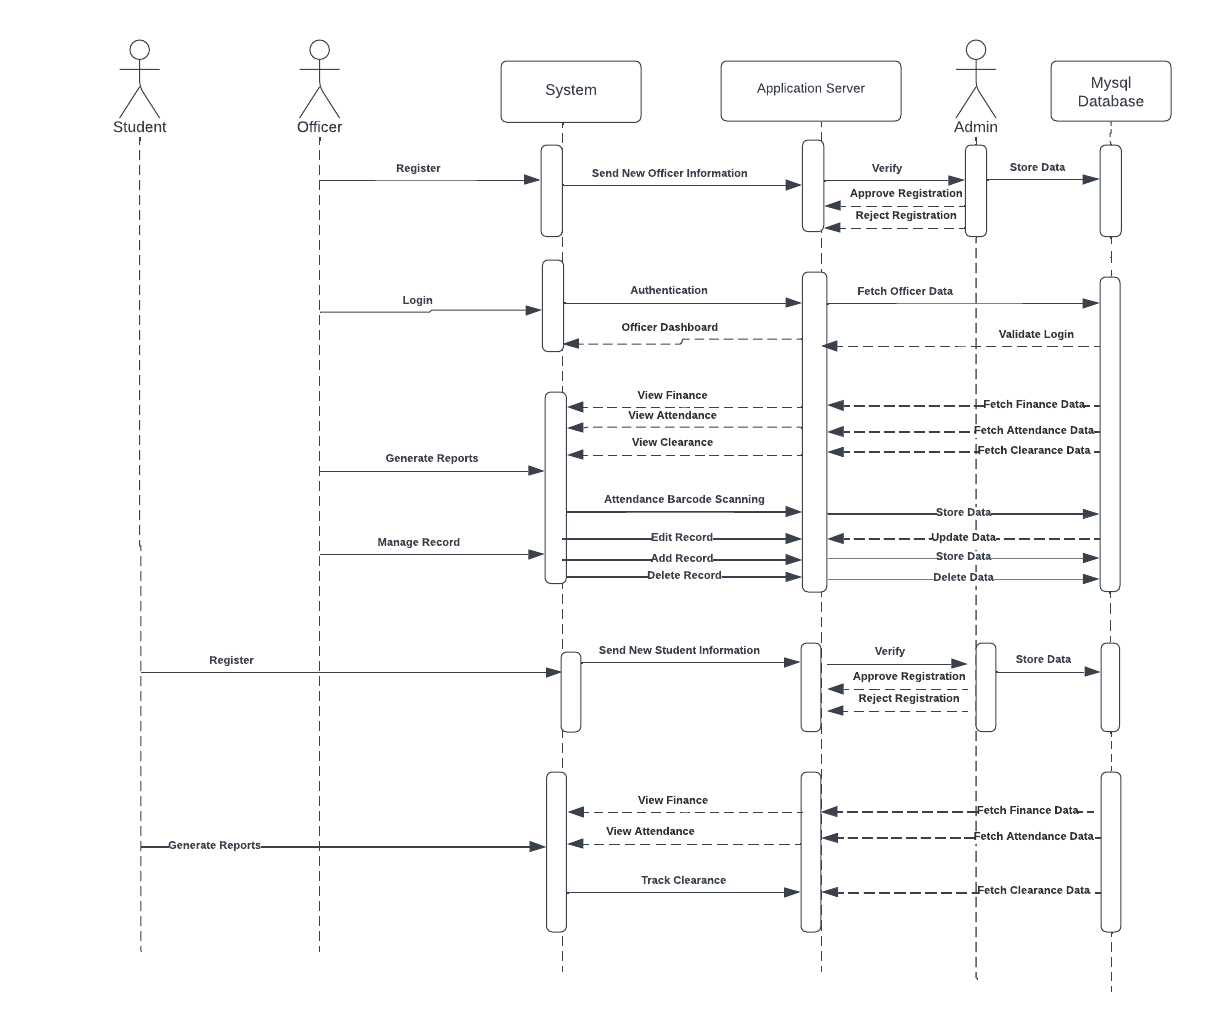 Student
Officer
System
Application Server
Admin
Mysql
Database
Register
Send New Officer Information
Verify
Store Data
Approve Registration
Reject Registration
Login
Authentication
Fetch Officer Data
Officer Dashboard
Validate Login
View Finance
Fetch Finance Data
View Attendance
Fetch Attendance Data
View Clearance
Fetch Clearance Data
Generate Reports
Attendance Barcode Scanning
Store Data
Manage Record
Edit Record
Update Data
Add Record
Store Data
Delete Record
Delete Data
Register
Send New Student Information
Verify
Store Data
Approve Registration
Reject Registration
View Finance
Fetch Finance Data
View Attendance
Fetch Attendance Data
Generate Reports
Track Clearance
Fetch Clearance Data